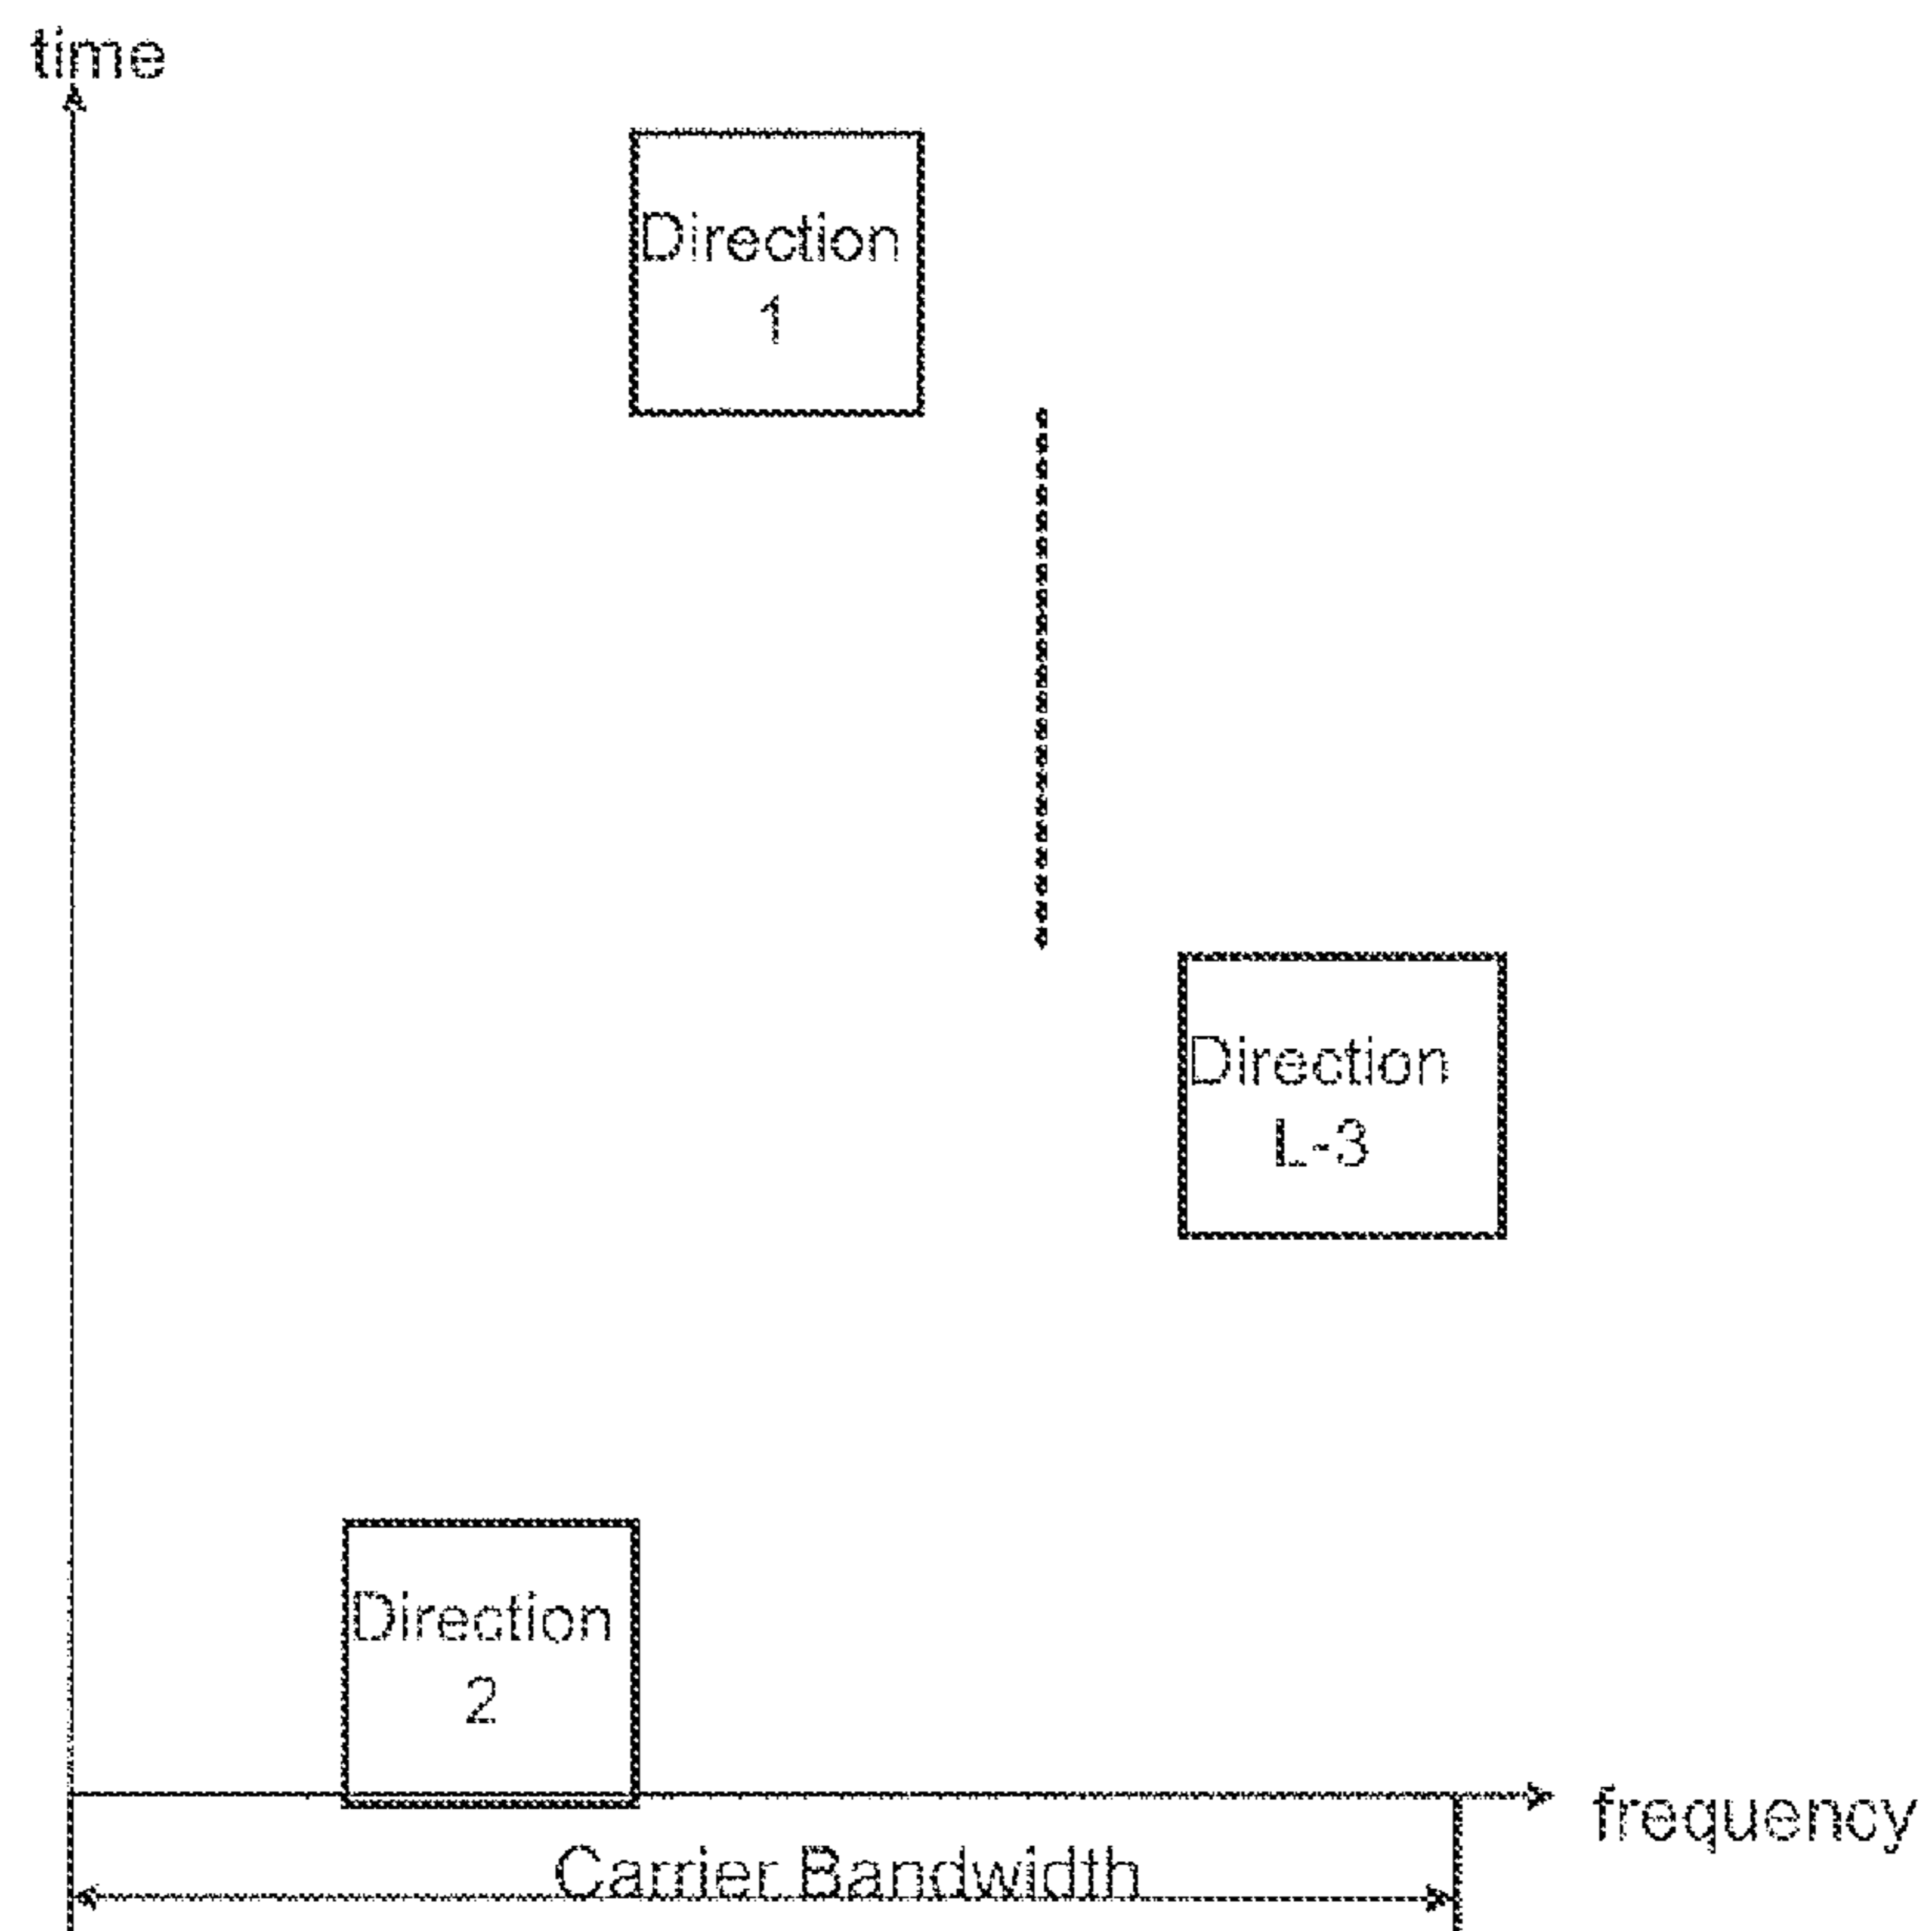 time
Direction
1
Direction
L-3
Direction
2
frequency
Carrier Bandwidth